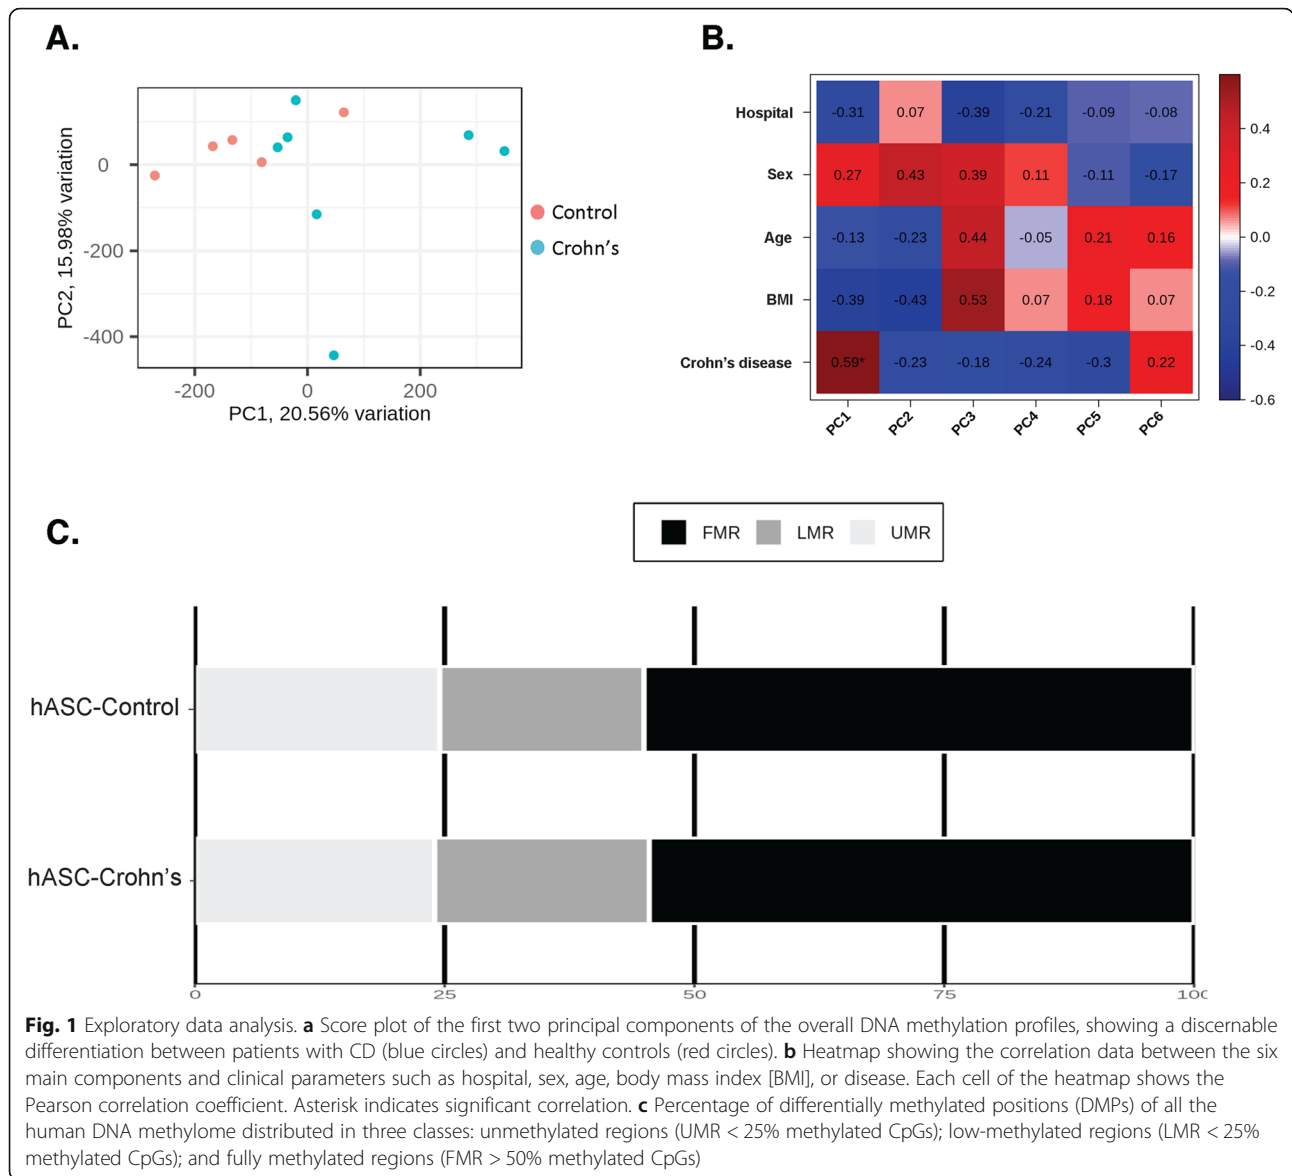 A.
PC2, 15.98% variation
0
-200
-400
-200 0 200
PC1, 20.56% variation
Control
Crohn's
B.
Hospital -0.31 0.07 -0.39 -0.21 -0.09 -0.08
Sex 0.27 0.43 0.39 0.11 -0.11 -0.17
Age -0.13 -0.23 0.44 -0.05 0.21 0.16
BMI -0.39 -0.43 0.53 0.07 0.18 0.07
Crohn's disease 0.59* -0.23 -0.18 -0.24 -0.3 0.22
PC1 PC2 PC3 PC4 PC5 PC6
0.4
0.2
0.0
-0.2
-0.4
-0.6
C.
FMR LMR UMR
hASC-Control
hASC-Crohn's
0 25 50 75 100
Fig. 1 Exploratory data analysis. a Score plot of the first two principal components of the overall DNA methylation profiles, showing a discernable
differentiation between patients with CD (blue circles) and healthy controls (red circles). b Heatmap showing the correlation data between the six
main components and clinical parameters such as hospital, sex, age, body mass index [BMI], or disease. Each cell of the heatmap shows the
Pearson correlation coefficient. Asterisk indicates significant correlation. c Percentage of differentially methylated positions (DMPs) of all the
human DNA methylome distributed in three classes: unmethylated regions (UMR < 25% methylated CpGs); low-methylated regions (LMR < 25%
methylated CpGs); and fully methylated regions (FMR > 50% methylated CpGs)